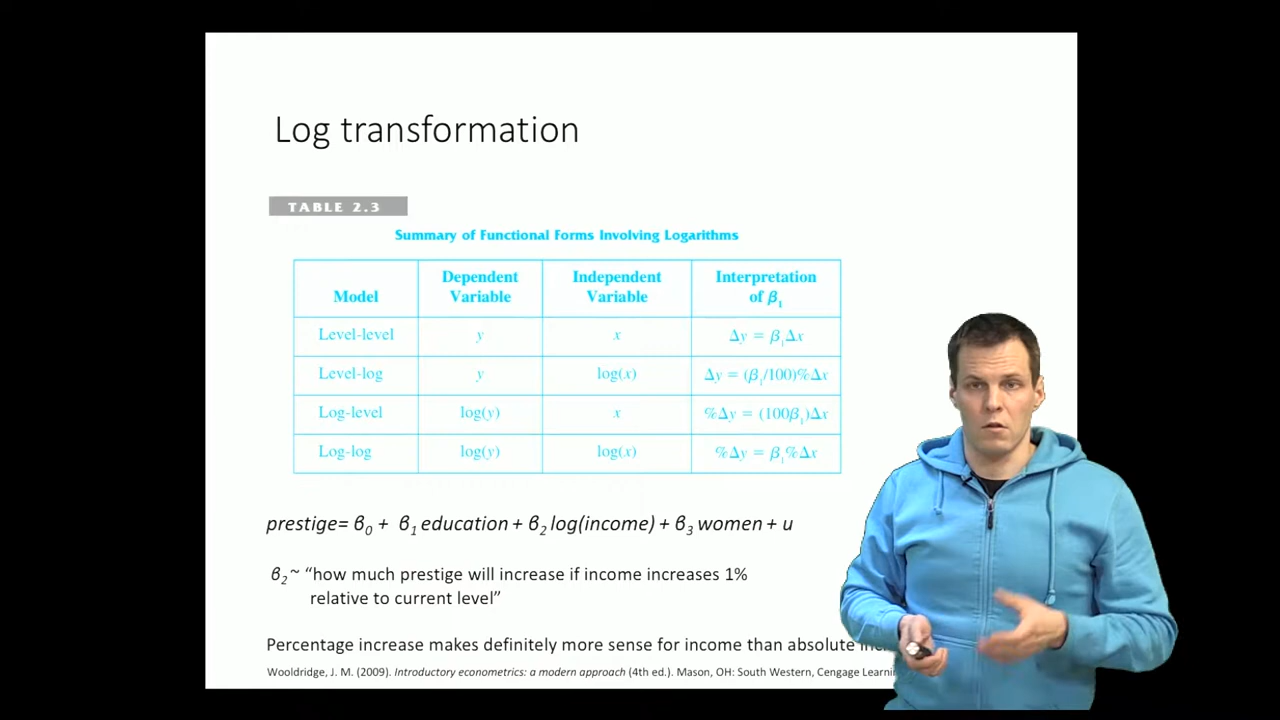 Log transformation
TABLE 2.3
Summary of Functional Forms Involving Logarithms
Model Dependent Variable Independent Variable Interpretation of β₁
Level-level y x Δy = β₁Δx
Level-log y log(x) Δy = (β₁/100)%Δx
Log-level log(y) x %Δy = (100β₁)Δx
Log-log log(y) log(x) %Δy = β₁%Δx
prestige= β₀ + β₁ education + β₂ log(income) + β₃ women + u
β₂ ~ “how much prestige will increase if income increases 1%
relative to current level”
Percentage increase makes definitely more sense for income than absolute
Wooldridge, J. M. (2009). Introductory econometrics: a modern approach (4th ed.). Mason, OH: South Western, Cengage